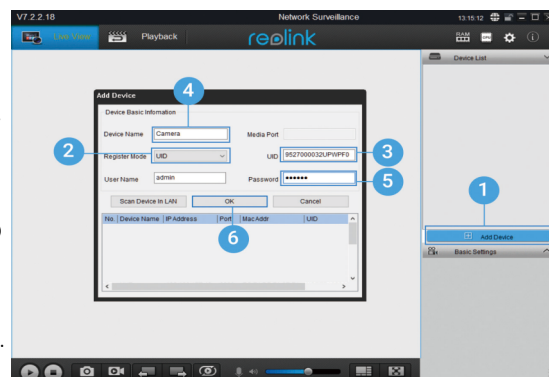 V7.2.2.18 Network Surveillance 13:15:12
Live View Playback reolink RAM CPU
Device List
Add Device
Device Basic Infomation
4
Device Name Camera Media Port
2 Register Mode UID UID 9527000032UPWPF0 3
User Name admin Password •••••• 5
1
Scan Device In LAN OK Cancel
No. Device Name IP Address Port MacAddr UID
6
Add Device
Basic Settings
.